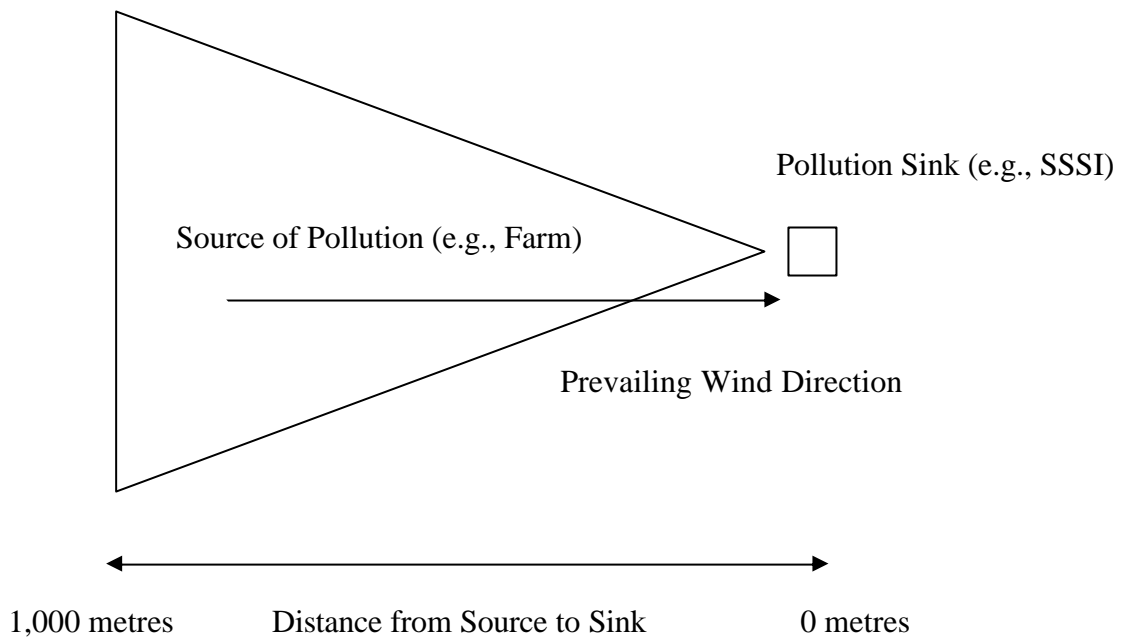 Pollution Sink (e.g., SSSI)
Source of Pollution (e.g., Farm)
Prevailing Wind Direction
1,000 metres Distance from Source to Sink 0 metres